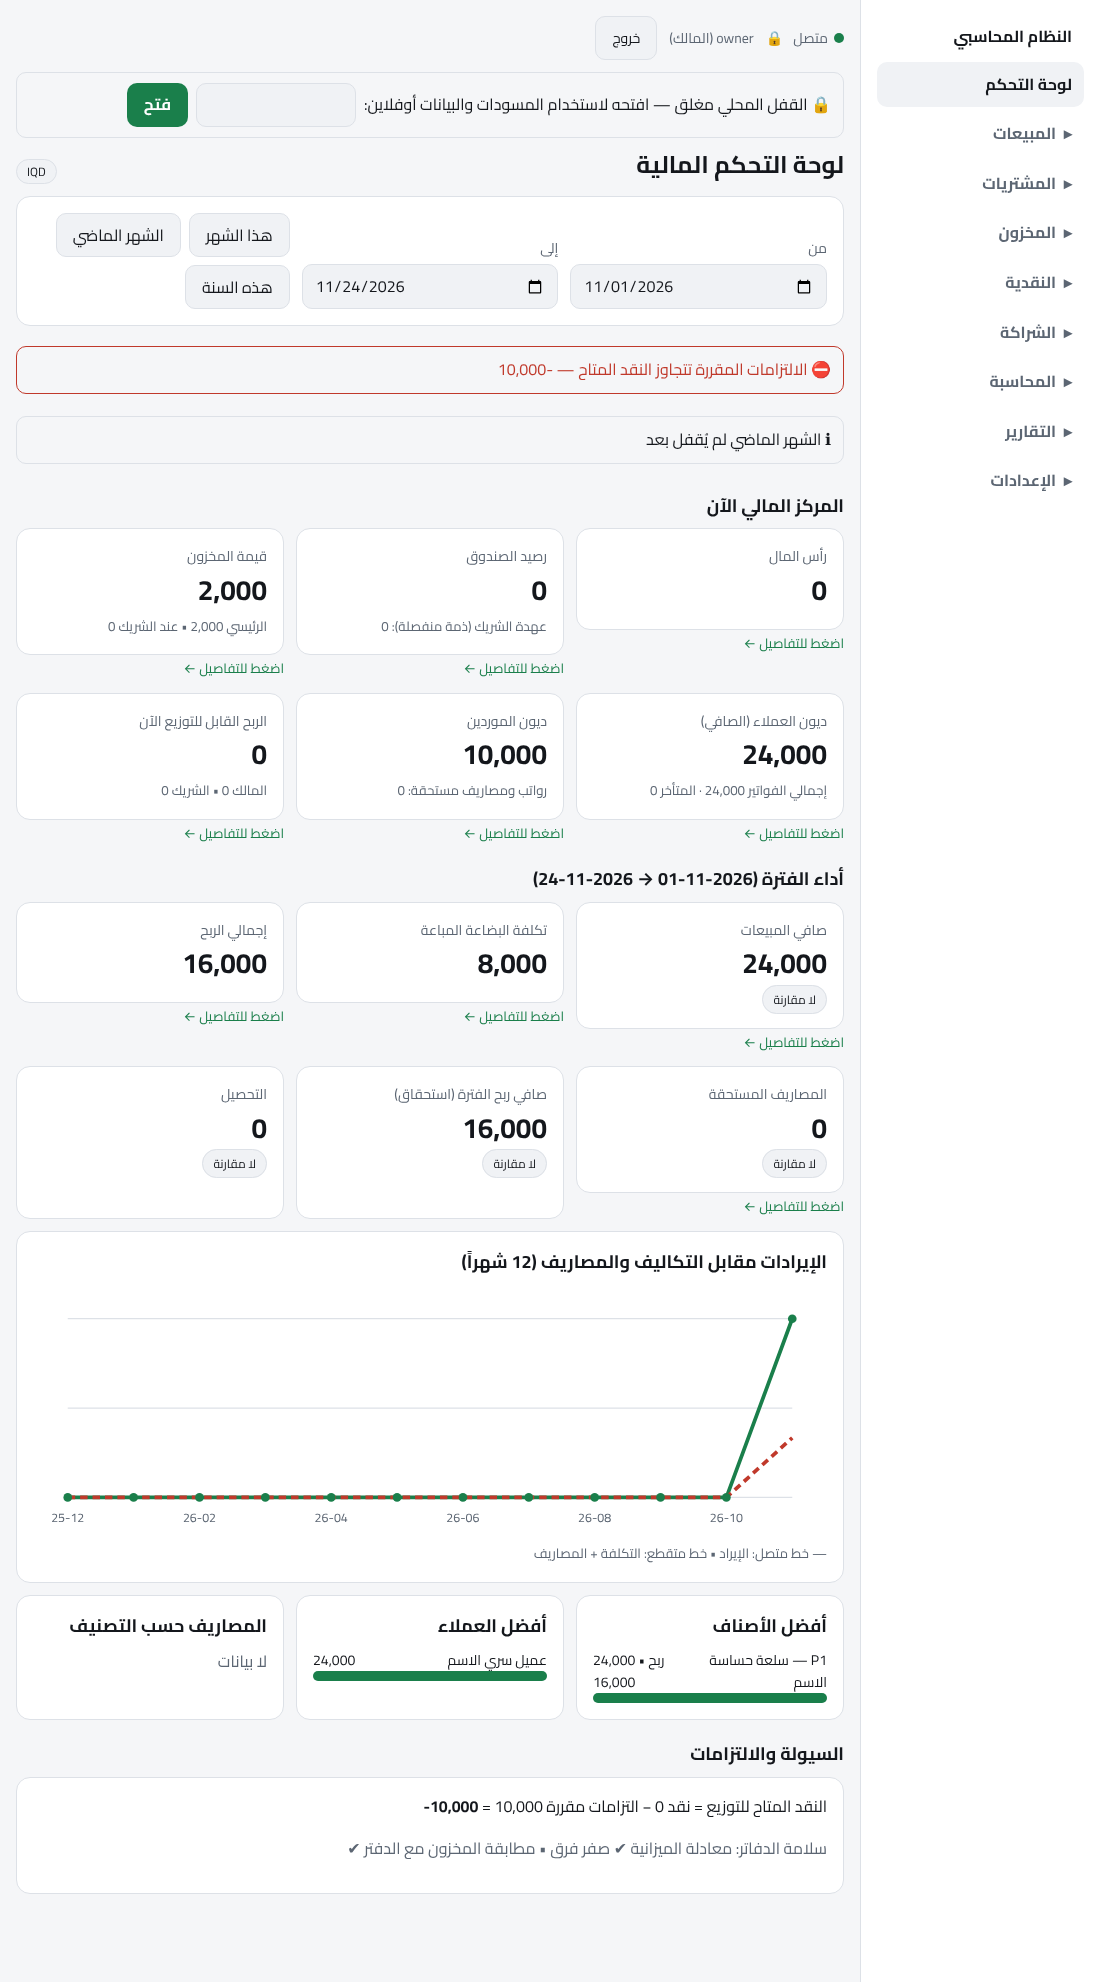 النظام المحاسبي
لوحة التحكم
المبيعات
المشتريات
المخزون
النقدية
الشراكة
المحاسبة
التقارير
الإعدادات
متصل 🔒 owner (المالك) خروج
🔒 القفل المحلي مغلق — افتحه لاستخدام المسودات والبيانات أوفلاين: فتح
لوحة التحكم المالية IQD
من إلى هذا الشهر الشهر الماضي
11/01/2026 11/24/2026 هذه السنة
⛔ الالتزامات المقررة تتجاوز النقد المتاح — -10,000
ℹ الشهر الماضي لم يُقفل بعد
المركز المالي الآن
رأس المال
0
اضغط للتفاصيل ←
رصيد الصندوق
0
عهدة الشريك (ذمة منفصلة): 0
اضغط للتفاصيل ←
قيمة المخزون
2,000
الرئيسي 2,000 • عند الشريك 0
اضغط للتفاصيل ←
ديون العملاء (الصافي)
24,000
إجمالي الفواتير 24,000 · المتأخر 0
اضغط للتفاصيل ←
ديون الموردين
10,000
رواتب ومصاريف مستحقة: 0
اضغط للتفاصيل ←
الربح القابل للتوزيع الآن
0
المالك 0 • الشريك 0
اضغط للتفاصيل ←
أداء الفترة (2026-11-01 → 2026-11-24)
صافي المبيعات
24,000
لا مقارنة
اضغط للتفاصيل ←
تكلفة البضاعة المباعة
8,000
اضغط للتفاصيل ←
إجمالي الربح
16,000
اضغط للتفاصيل ←
المصاريف المستحقة
0
لا مقارنة
اضغط للتفاصيل ←
صافي ربح الفترة (استحقاق)
16,000
لا مقارنة
التحصيل
0
لا مقارنة
الإيرادات مقابل التكاليف والمصاريف (12 شهراً)
25-12 26-02 26-04 26-06 26-08 26-10
— خط متصل: الإيراد • خط متقطع: التكلفة + المصاريف
أفضل الأصناف
P1 — سلعة حساسة الاسم
24,000 • ربح 16,000
أفضل العملاء
عميل سري الاسم 24,000
المصاريف حسب التصنيف
لا بيانات
السيولة والالتزامات
النقد المتاح للتوزيع = نقد 0 − التزامات مقررة 10,000 = -10,000
سلامة الدفاتر: معادلة الميزانية ✔ صفر فرق • مطابقة المخزون مع الدفتر ✔